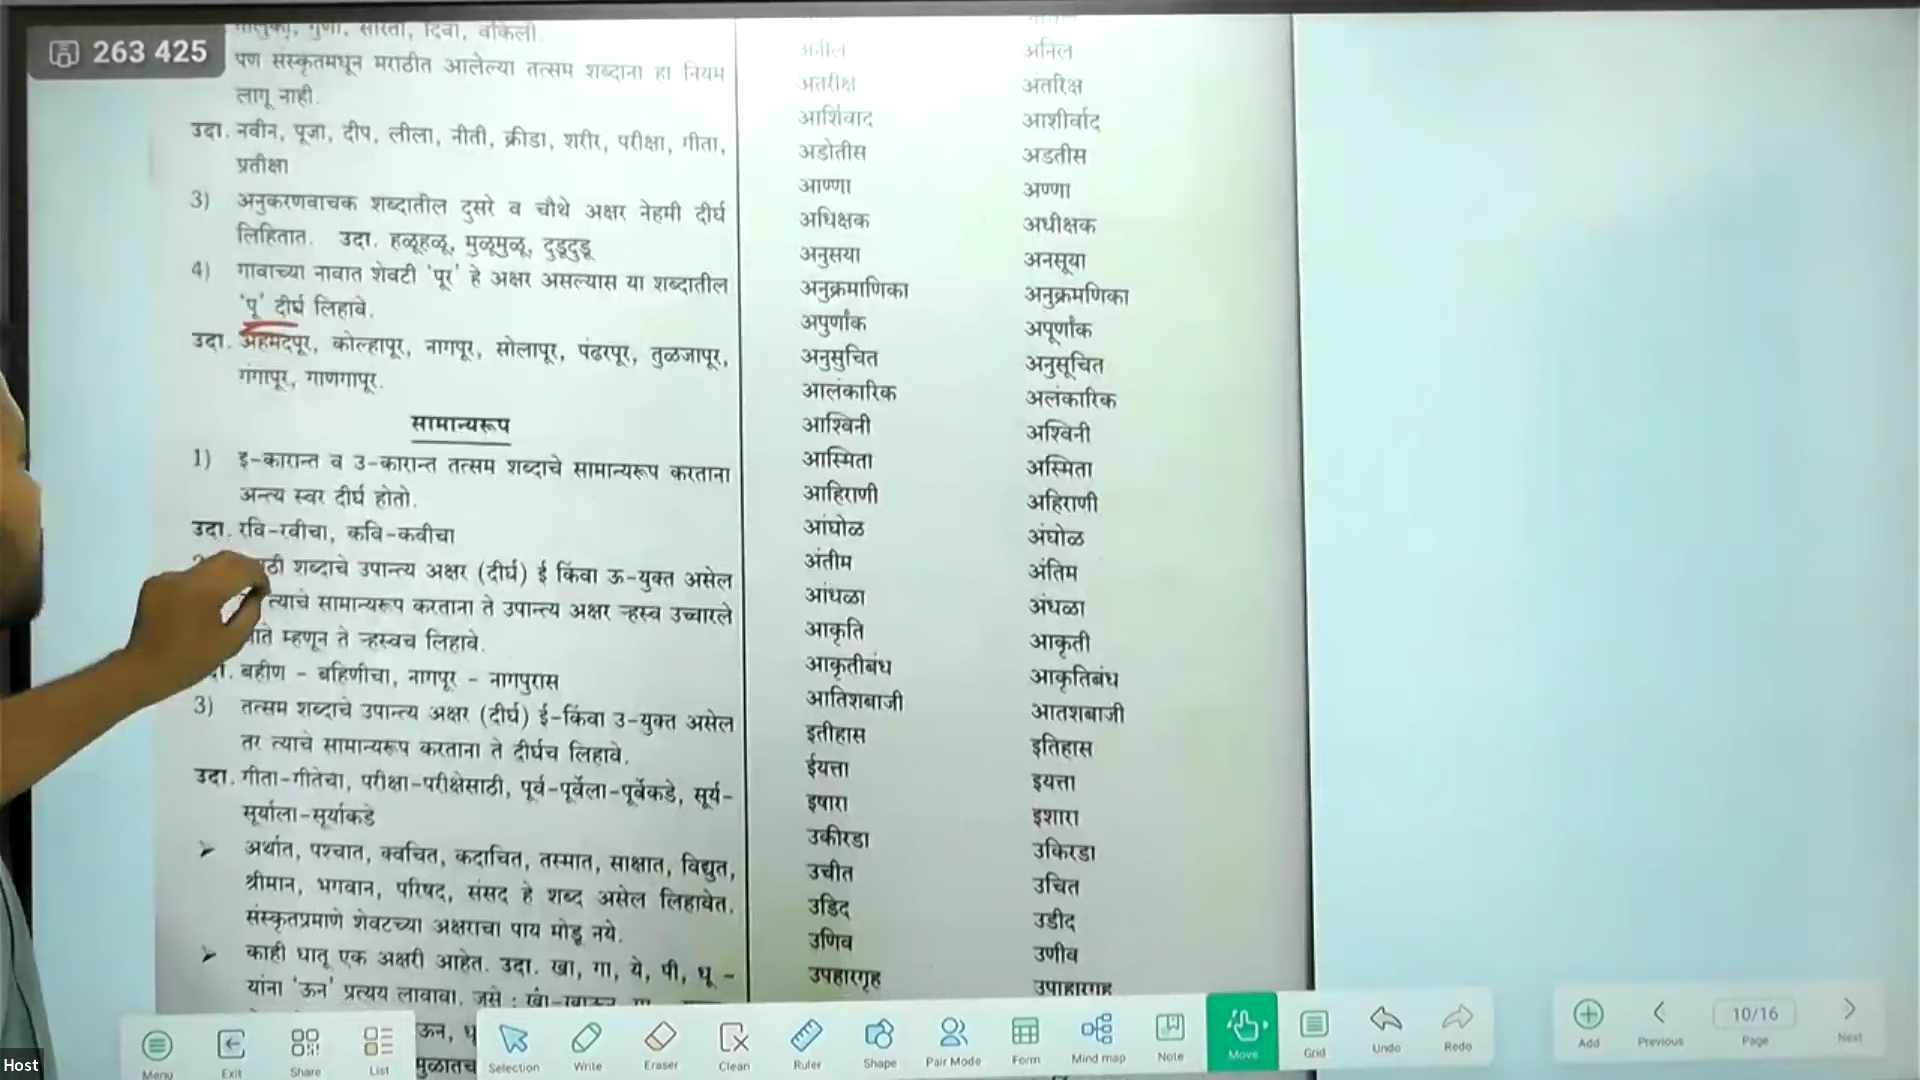 263 425
पण संस्कृतमधून मराठीत आलेल्या तत्सम शब्दाना हा नियम
लागू नाही.
उदा. नवीन, पूजा, दीप, लीला, नीती, क्रीडा, शरीर, परीक्षा, गीता,
प्रतीक्षा
3) अनुकरणवाचक शब्दातील दुसरे व चौथे अक्षर नेहमी दीर्घ
लिहितात. उदा. हळूहळू, मुळूमुळू, दुडूदुडू
4) गावाच्या नावात शेवटी 'पूर' हे अक्षर असल्यास या शब्दातील
'पू' दीर्घ लिहावे.
उदा. अहमदपूर, कोल्हापूर, नागपूर, सोलापूर, पंढरपूर, तुळजापूर,
गंगापूर, गाणगापूर.
सामान्यरूप
1) इ-कारान्त व उ-कारान्त तत्सम शब्दाचे सामान्यरूप करताना
अन्त्य स्वर दीर्घ होतो.
उदा. रवि-रवीचा, कवि-कवीचा
शब्दाचे उपान्त्य अक्षर (दीर्घ) ई किंवा ऊ-युक्त असेल
त्याचे सामान्यरूप करताना ते उपान्त्य अक्षर ऱ्हस्व उच्चारले
म्हणून ते ऱ्हस्वच लिहावे.
बहीण - बहिणीचा, नागपूर - नागपुरास
3) तत्सम शब्दाचे उपान्त्य अक्षर (दीर्घ) ई-किंवा उ-युक्त असेल
तर त्याचे सामान्यरूप करताना ते दीर्घच लिहावे.
उदा. गीता-गीतेचा, परीक्षा-परीक्षेसाठी, पूर्व-पूर्वेला-पूर्वेकडे, सूर्य-
सूर्याला-सूर्याकडे
➢ अर्थात, पश्चात, क्वचित, कदाचित, तस्मात, साक्षात, विद्युत,
श्रीमान, भगवान, परिषद, संसद हे शब्द असेल लिहावेत.
संस्कृतप्रमाणे शेवटच्या अक्षराचा पाय मोडू नये.
➢ काही धातू एक अक्षरी आहेत. उदा. खा, गा, ये, पी, धू -
यांना 'ऊन' प्रत्यय लावावा. जसे :
ऊन,
अनील अनिल
अतरीक्ष अंतरिक्ष
आर्शिवाद आशीर्वाद
अडोतीस अडतीस
आण्णा अण्णा
अधिक्षक अधीक्षक
अनुसया अनसूया
अनुक्रमाणिका अनुक्रमणिका
अपुर्णांक अपूर्णांक
अनुसुचित अनुसूचित
आलंकारिक अलंकारिक
आश्विनी अश्विनी
आस्मिता अस्मिता
आहिराणी अहिराणी
आंघोळ अंघोळ
अंतीम अंतिम
आंधळा अंधळा
आकृति आकृती
आकृतीबंध आकृतिबंध
आतिशबाजी आतशबाजी
इतीहास इतिहास
ईयत्ता इयत्ता
इषारा इशारा
उकीरडा उकिरडा
उचीत उचित
उडिद उडीद
उणिव उणीव
उपहारगृह उपाहारगृह
Host
Menu Exit Share List Selection Write Eraser Clean Ruler Shape Pair Mode Form Mind map Note Move Grid Undo Redo
Add Previous 10/16 Page Next